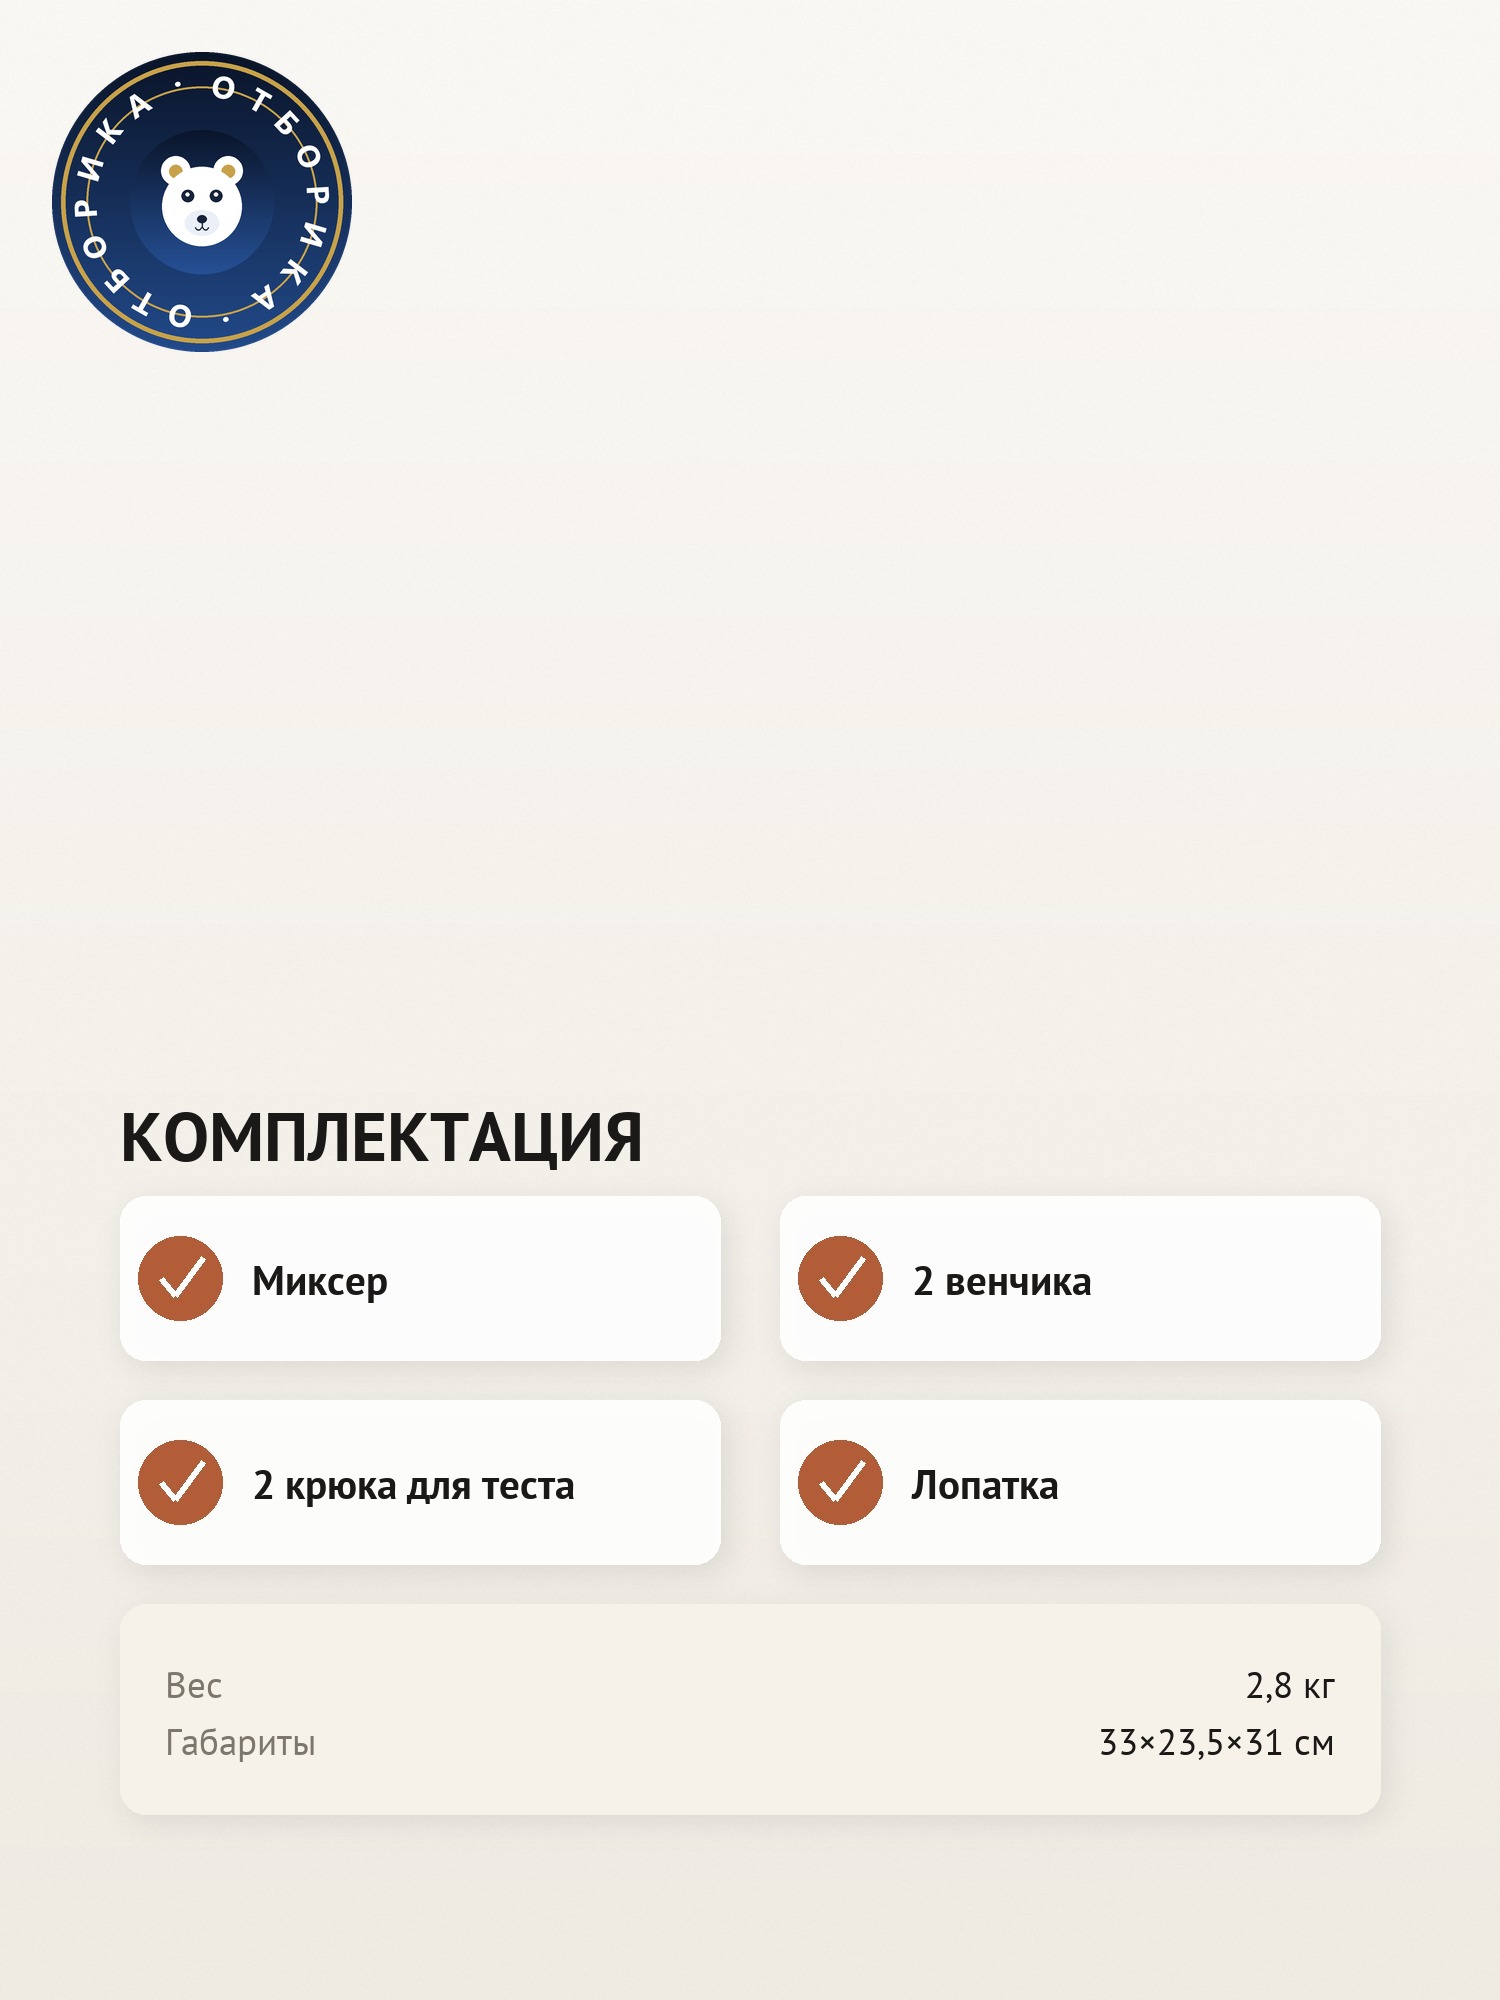 ОТБОРИКА · ОТБОРИКА ·
КОМПЛЕКТАЦИЯ
Миксер
2 венчика
2 крюка для теста
Лопатка
Вес 2,8 кг
Габариты 33×23,5×31 см